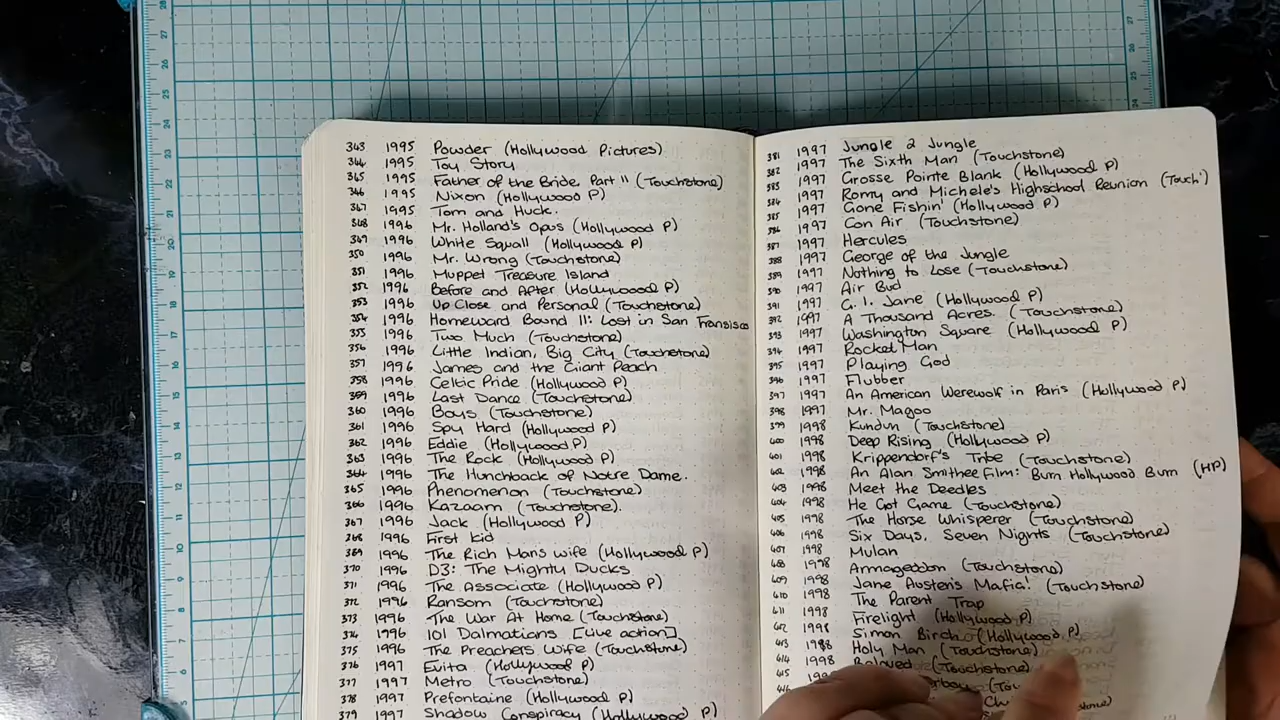 343 1995 Powder (Hollywood Pictures)
344 1995 Toy Story
345 1995 Father of the Bride, Part 11 (Touchstone)
346 1995 Nixon (Hollywood P)
347 1995 Tom and Huck.
348 1996 Mr. Holland's Opus (Hollywood P)
349 1996 White Squall (Hollywood P)
350 1996 Mr. Wrong (Touchstone)
351 1996 Muppet Treasure Island
352 1996 Before and After (Hollywood P)
353 1996 Up Close and Personal (Touchstone)
354 1996 Homeward Bound 11: Lost in San Fransisco
355 1996 Two Much (Touchstone)
356 1996 Little Indian, Big City (Touchstone)
357 1996 James and the Giant Peach
358 1996 Celtic Pride (Hollywood P)
359 1996 Last Dance (Touchstone)
360 1996 Boys (Touchstone)
361 1996 Spy Hard (Hollywood P)
362 1996 Eddie (Hollywood P)
363 1996 The Rock (Hollywood P)
364 1996 The Hunchback of Notre Dame.
365 1996 Phenomenon (Touchstone)
366 1996 Kazaam (Touchstone).
367 1996 Jack (Hollywood P)
368 1996 First Kid
369 1996 The Rich Mans Wife (Hollywood P)
370 1996 D3: The Mighty Ducks
371 1996 The Associate (Hollywood P)
372 1996 Ransom (Touchstone)
373 1996 The War At Home (Touchstone)
374 1996 101 Dalmations [Live action]
375 1996 The Preachers Wife (Touchstone)
376 1997 Evita (Hollywood P)
377 1997 Metro (Touchstone)
378 1997 Prefontaine (Hollywood P)
379 1997 Shadow Conspiracy (Hollywood P)
381 1997 Jungle 2 Jungle
382 1997 The Sixth Man (Touchstone)
383 1997 Grosse Pointe Blank (Hollywood P)
384 1997 Romy and Michele's Highschool Reunion (Touch')
385 1997 Gone Fishin' (Hollywood P)
386 1997 Con Air (Touchstone)
387 1997 Hercules
388 1997 George of the Jungle
389 1997 Nothing to Lose (Touchstone)
390 1997 Air Bud
391 1997 G. I. Jane (Hollywood P)
392 1997 A Thousand Acres. (Touchstone)
393 1997 Washington Square (Hollywood P)
394 1997 Rocket Man
395 1997 Playing God
396 1997 Flubber
397 1997 An American Werewolf in Paris (Hollywood P)
398 1997 Mr. Magoo
399 1998 Kundun (Touchstone)
400 1998 Deep Rising (Hollywood P)
401 1998 Krippendorf's Tribe (Touchstone)
402 1998 An Alan Smithee Film: Burn Hollywood Burn (HP)
403 1998 Meet the Deedles
404 1998 He Got Game (Touchstone)
405 1998 The Horse Whisperer (Touchstone)
406 1998 Six Days, Seven Nights (Touchstone)
407 1998 Mulan
408 1998 Armageddon (Touchstone)
409 1998 Jane Austen's Mafia! (Touchstone)
410 1998 The Parent Trap
411 1998 Firelight (Hollywood P)
412 1998 Simon Birch (Hollywood P)
413 1998 Holy Man (Touchstone)
414 1998 Beloved (Touchstone)
415